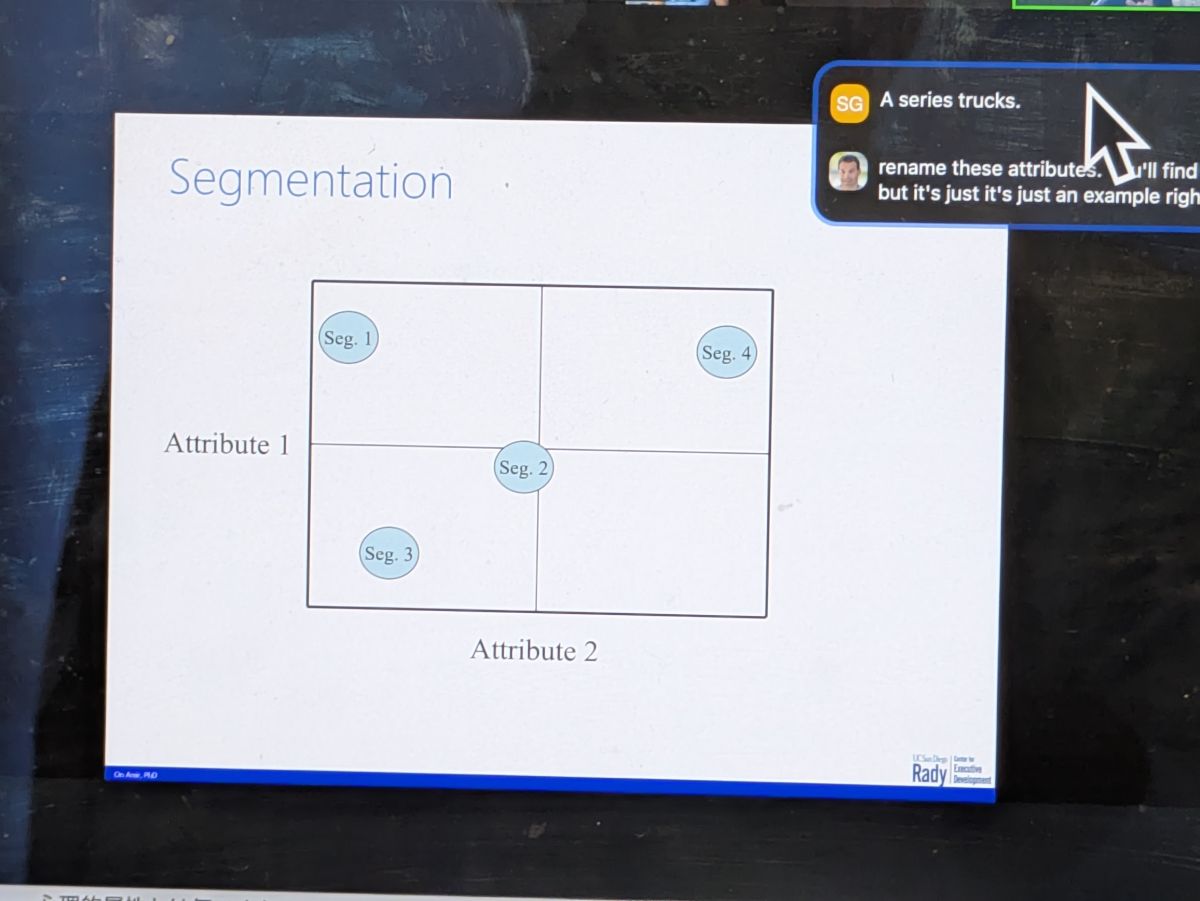 SG A series trucks.
rename these attributes. 'll find
but it's just it's just an example righ
Segmentation
Seg. 1
Seg. 4
Attribute 1
Seg. 2
Seg. 3
Attribute 2
On Amir, PhD
UC San Diego
Rady
Center for
Executive
Development